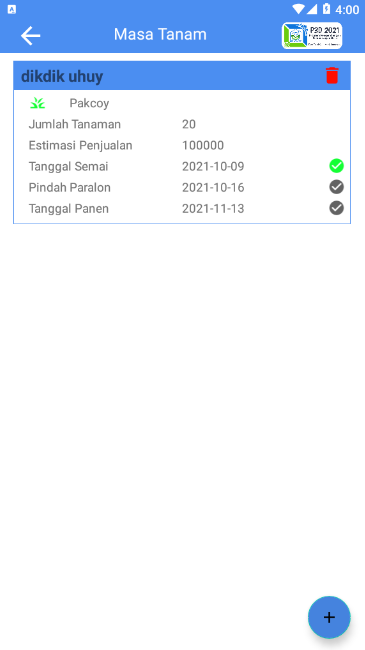 4:00
Masa Tanam
P3D 2021
dikdik uhuy
Pakcoy
Jumlah Tanaman 20
Estimasi Penjualan 100000
Tanggal Semai 2021-10-09
Pindah Paralon 2021-10-16
Tanggal Panen 2021-11-13